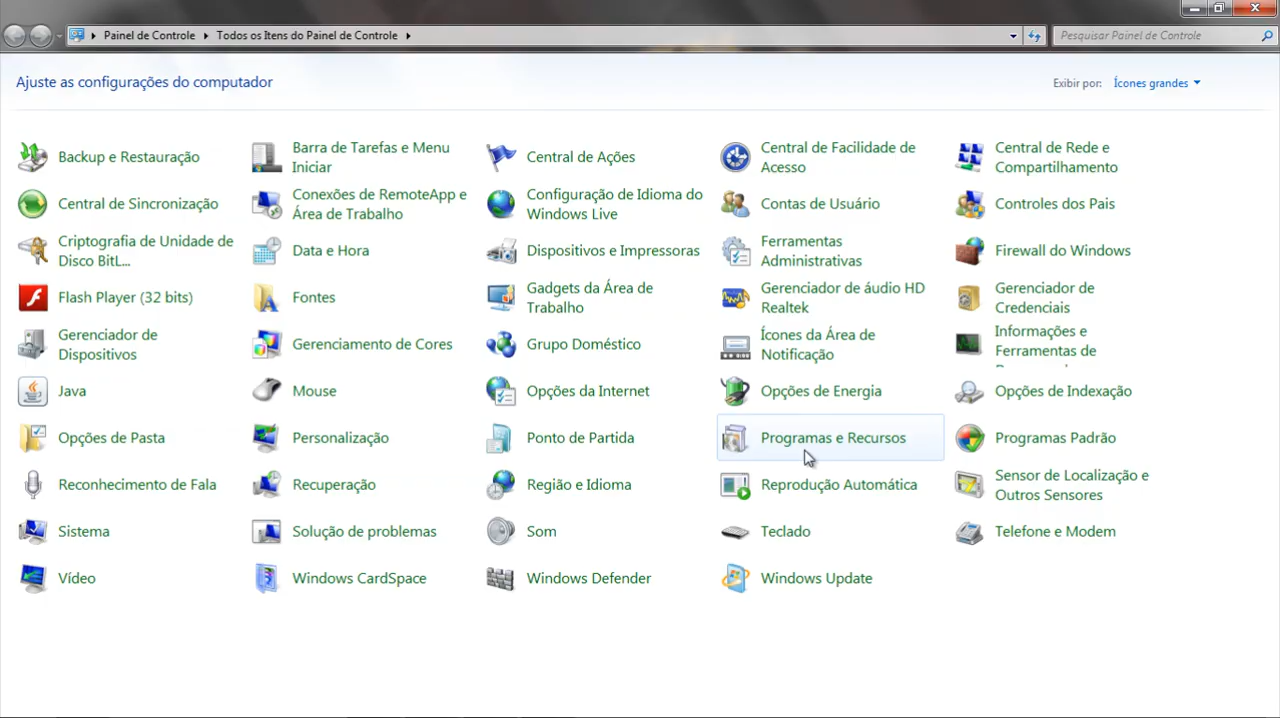 Painel de Controle Todos os Itens do Painel de Controle
Pesquisar Painel de Controle
Ajuste as configurações do computador
Exibir por: Ícones grandes
Backup e Restauração
Barra de Tarefas e Menu
Iniciar
Central de Ações
Central de Facilidade de
Acesso
Central de Rede e
Compartilhamento
Central de Sincronização
Conexões de RemoteApp e
Área de Trabalho
Configuração de Idioma do
Windows Live
Contas de Usuário
Controles dos Pais
Criptografia de Unidade de
Disco BitL...
Data e Hora
Dispositivos e Impressoras
Ferramentas
Administrativas
Firewall do Windows
Flash Player (32 bits)
Fontes
Gadgets da Área de
Trabalho
Gerenciador de áudio HD
Realtek
Gerenciador de
Credenciais
Gerenciador de
Dispositivos
Gerenciamento de Cores
Grupo Doméstico
Ícones da Área de
Notificação
Informações e
Ferramentas de
Java
Mouse
Opções da Internet
Opções de Energia
Opções de Indexação
Opções de Pasta
Personalização
Ponto de Partida
Programas e Recursos
Programas Padrão
Reconhecimento de Fala
Recuperação
Região e Idioma
Reprodução Automática
Sensor de Localização e
Outros Sensores
Sistema
Solução de problemas
Som
Teclado
Telefone e Modem
Vídeo
Windows CardSpace
Windows Defender
Windows Update